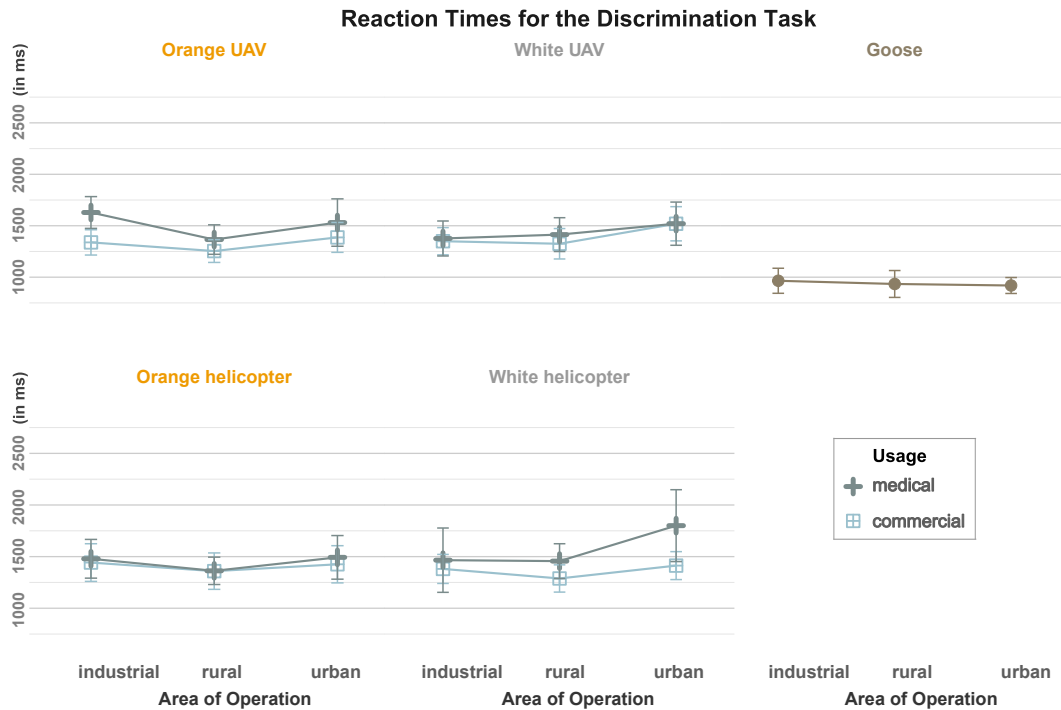 Reaction Times for the Discrimination Task
Orange UAV
White UAV
Goose
(in ms)
2500
2000
1500
1000
Orange helicopter
White helicopter
(in ms)
2500
2000
1500
1000
Usage
medical
commercial
industrial rural urban industrial rural urban industrial rural urban
Area of Operation Area of Operation Area of Operation